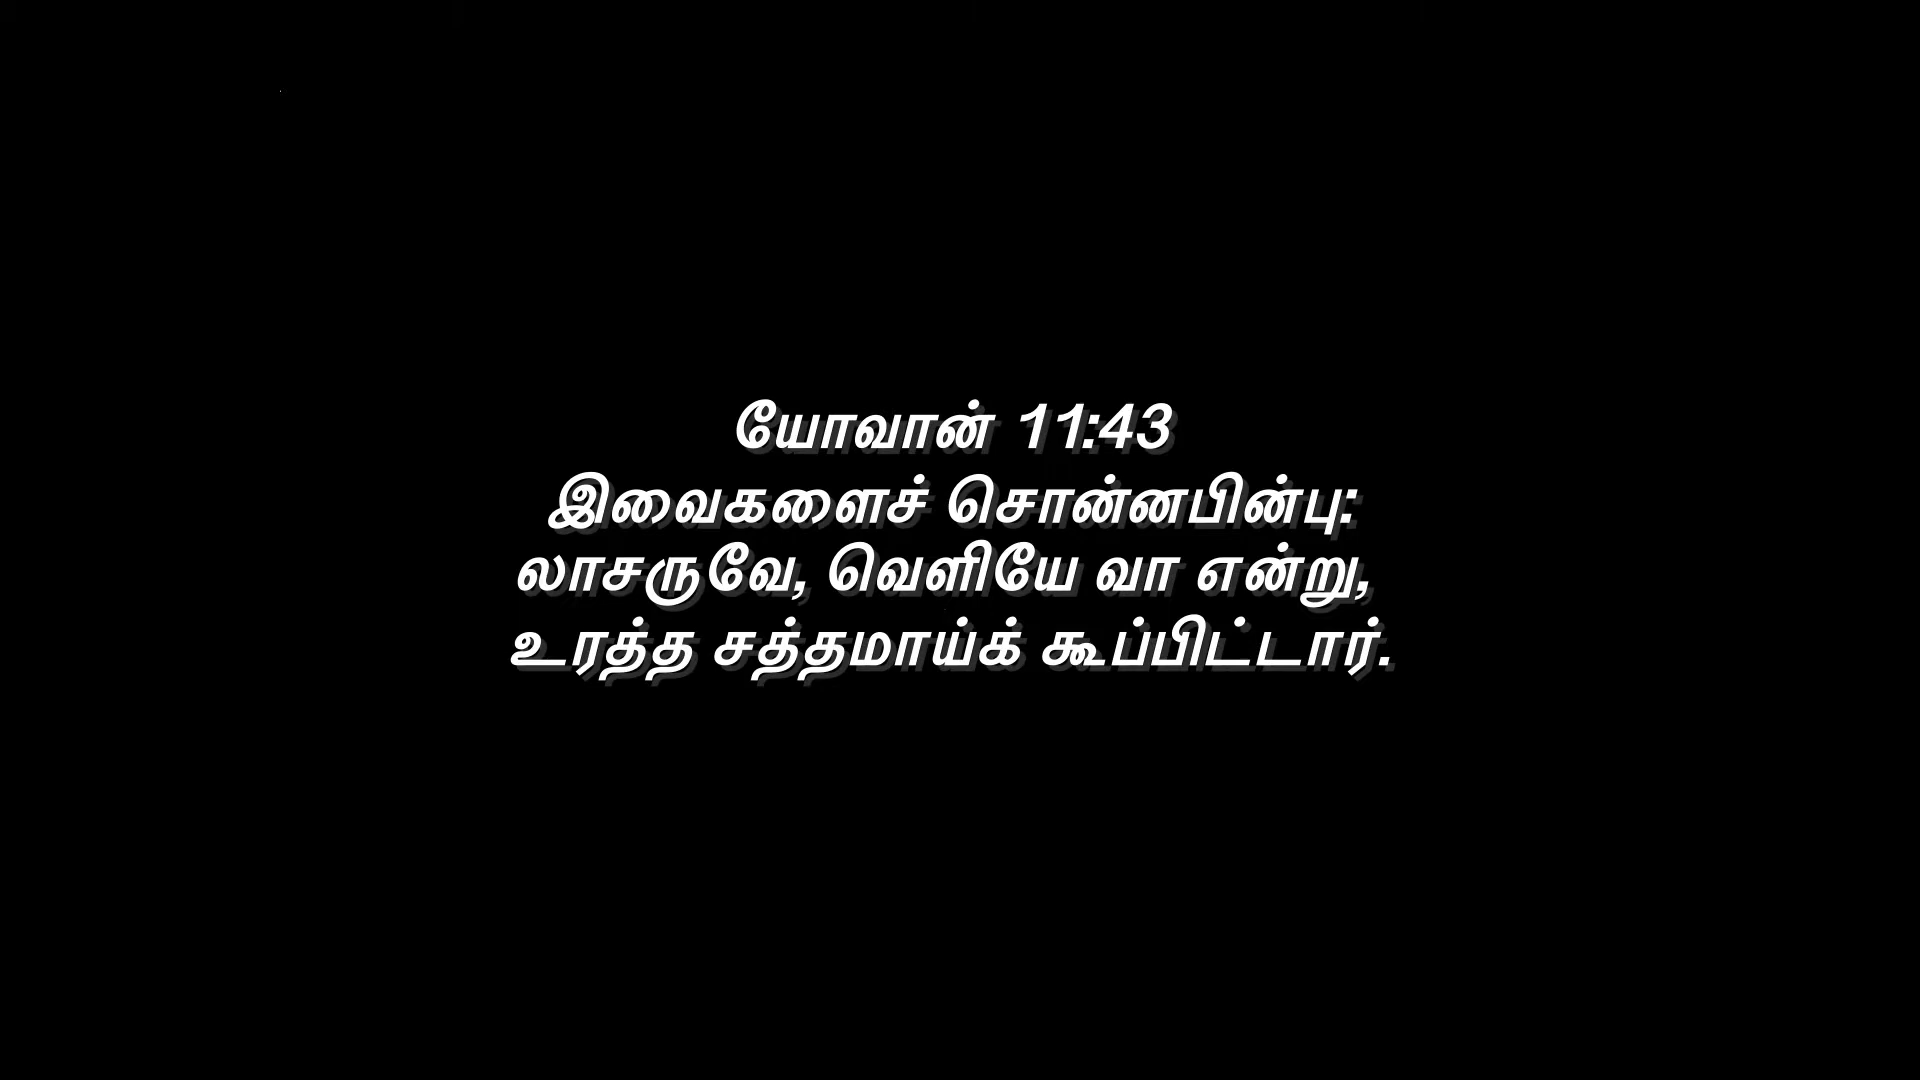 யோவான் 11:43
இவைகளைச் சொன்னபின்பு:
லாசருவே, வெளியே வா என்று,
உரத்த சத்தமாய்க் கூப்பிட்டார்.